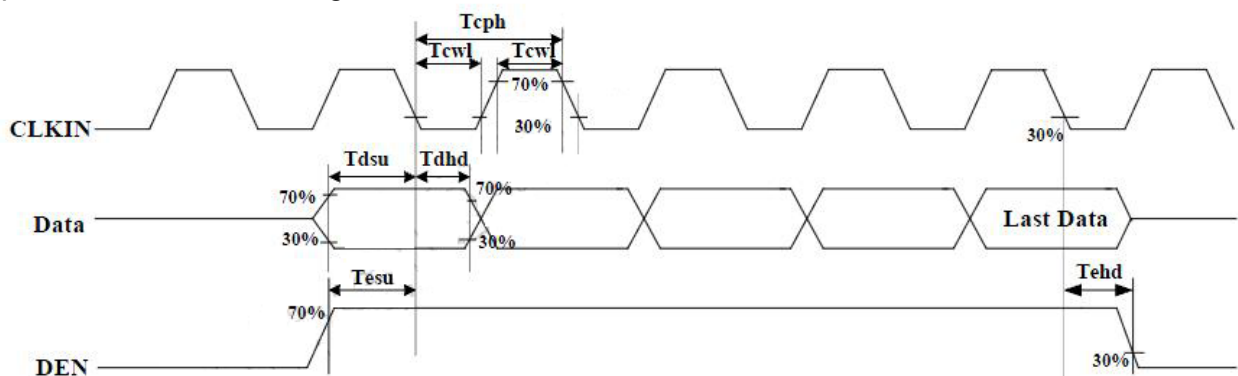 Tcph
Tcwl Tcwl
70%
CLKIN 30% 30%
Tdsu Tdhd
70% 70%
Data Last Data
30% 30%
Tesu Tehd
70%
30%
DEN